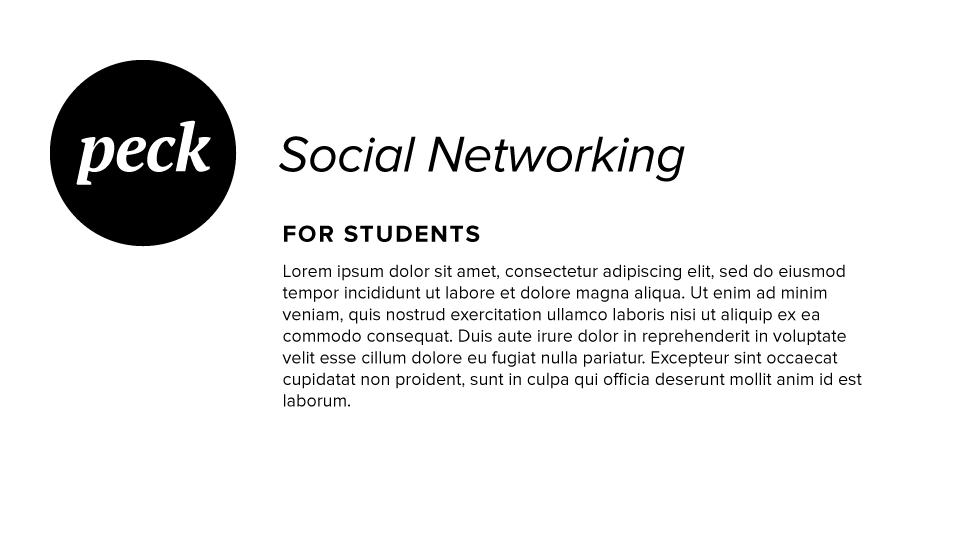 peck
Social Networking
FOR STUDENTS
Lorem ipsum dolor sit amet, consectetur adipiscing elit, sed do eiusmod
tempor incididunt ut labore et dolore magna aliqua. Ut enim ad minim
veniam, quis nostrud exercitation ullamco laboris nisi ut aliquip ex ea
commodo consequat. Duis aute irure dolor in reprehenderit in voluptate
velit esse cillum dolore eu fugiat nulla pariatur. Excepteur sint occaecat
cupidatat non proident, sunt in culpa qui officia deserunt mollit anim id est
laborum.